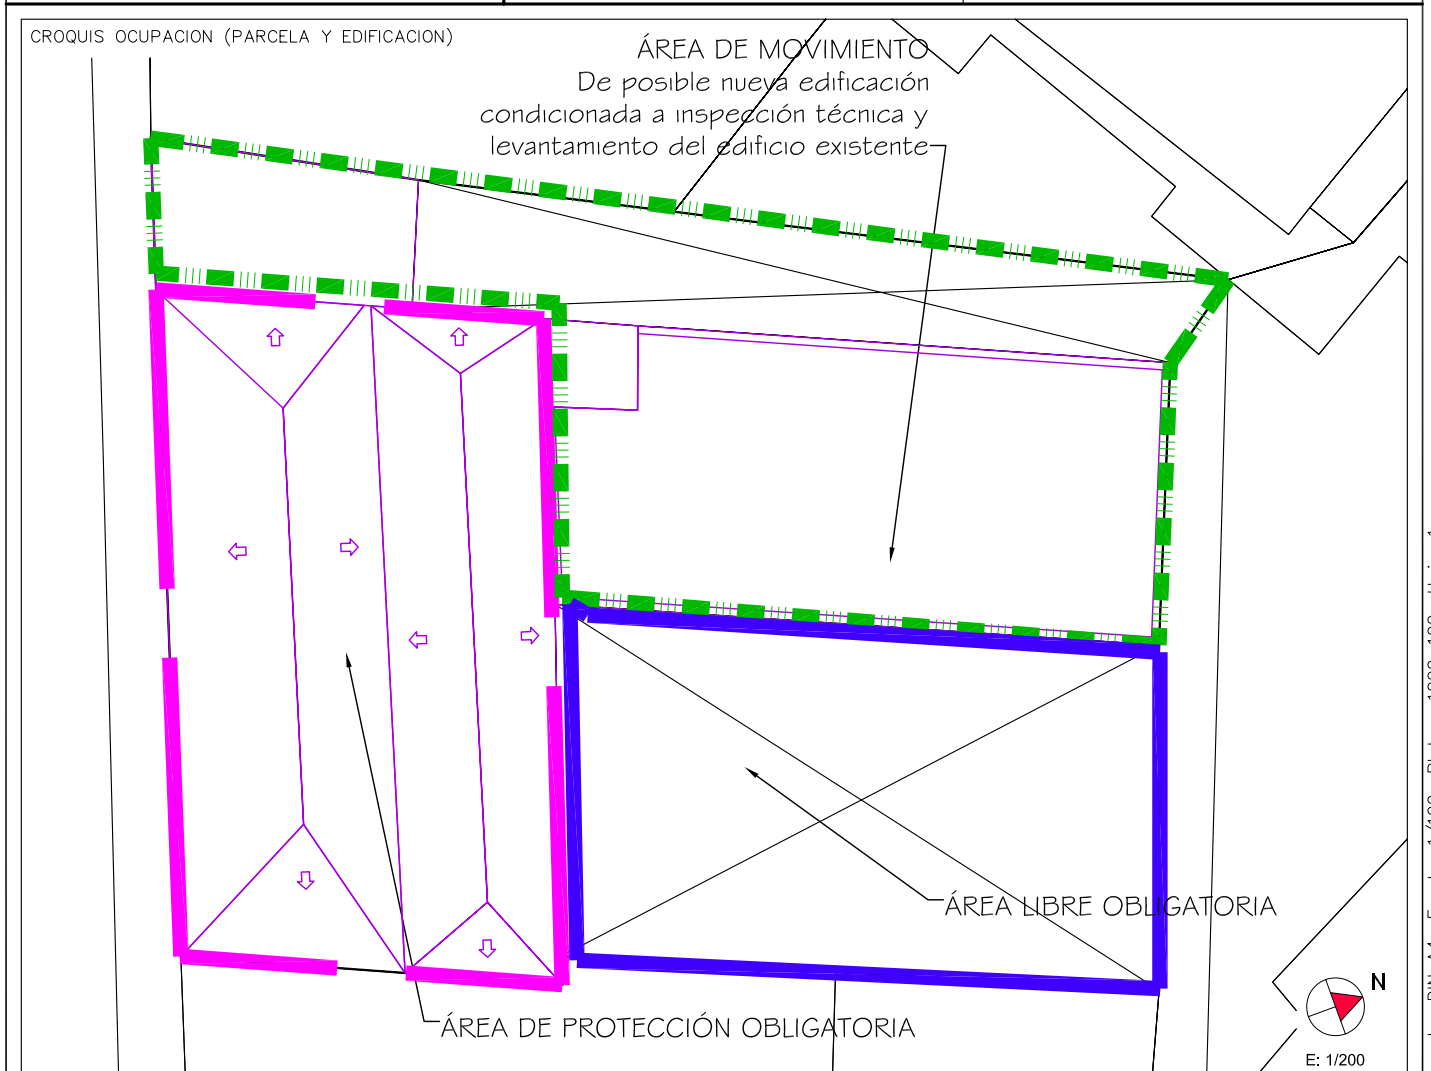 CROQUIS OCUPACION (PARCELA Y EDIFICACION)
ÁREA DE MOVIMIENTO
De posible nueva edificación
condicionada a inspección técnica y
levantamiento del edificio existente
ÁREA LIBRE OBLIGATORIA
ÁREA DE PROTECCIÓN OBLIGATORIA
N
E: 1/200